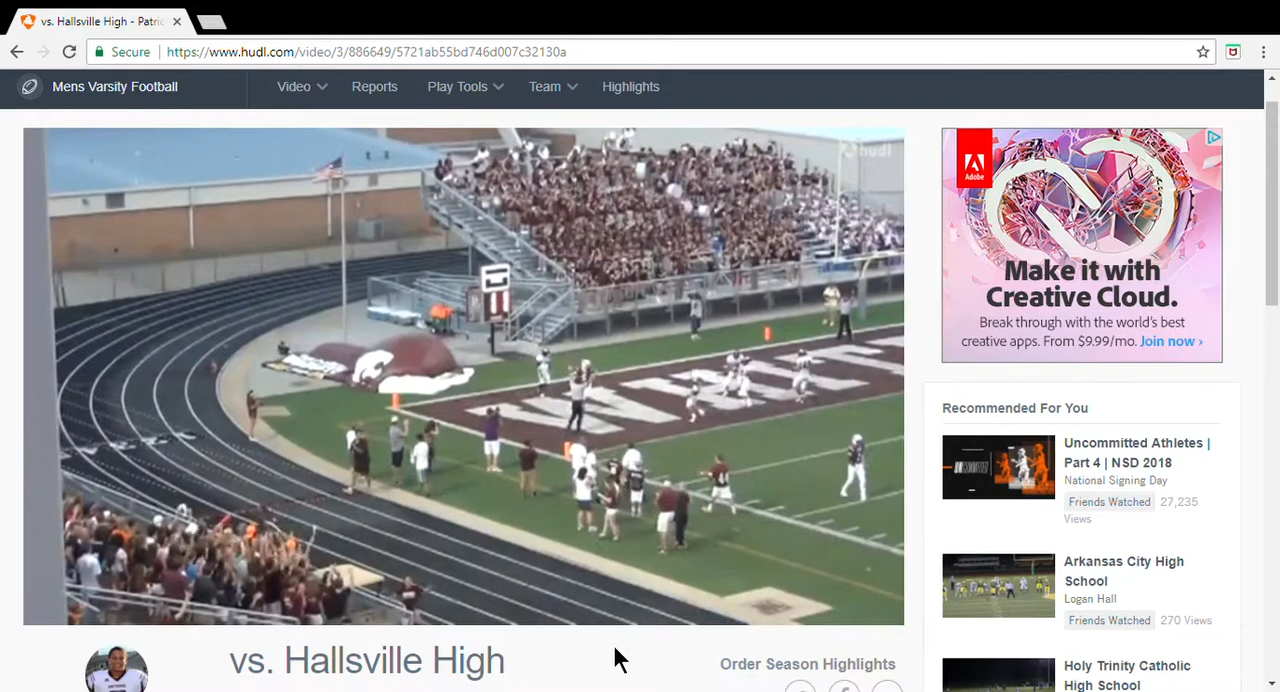 vs. Hallsville High - Patric
Secure
https://www.hudl.com/video/3/886649/5721ab55bd746d007c32130a
Mens Varsity Football
Video
Reports
Play Tools
Team
Highlights
hudl
WHIT
44
Adobe
Make it with
Creative Cloud.
Break through with the world's best
creative apps. From $9.99/mo. Join now ›
Recommended For You
Uncommitted Athletes |
Part 4 | NSD 2018
National Signing Day
Friends Watched 27,235
Views
Arkansas City High
School
Logan Hall
Friends Watched 270 Views
Holy Trinity Catholic
High School
vs. Hallsville High
Order Season Highlights